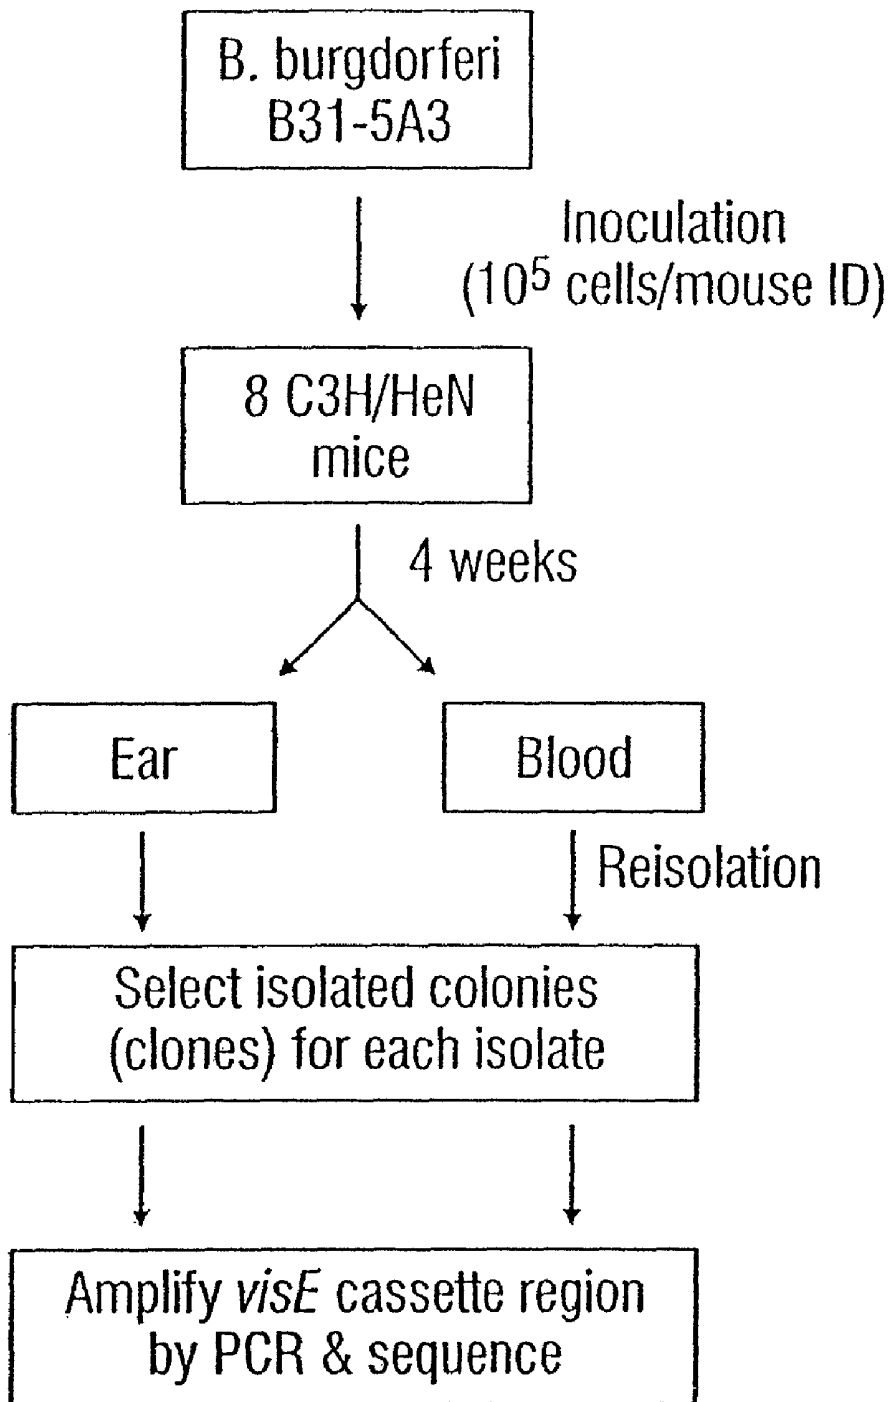 B. burgdorferi
B31-5A3
Inoculation
(10⁵ cells/mouse ID)
8 C3H/HeN
mice
4 weeks
Ear
Blood
Reisolation
Select isolated colonies
(clones) for each isolate
Amplify visE cassette region
by PCR & sequence